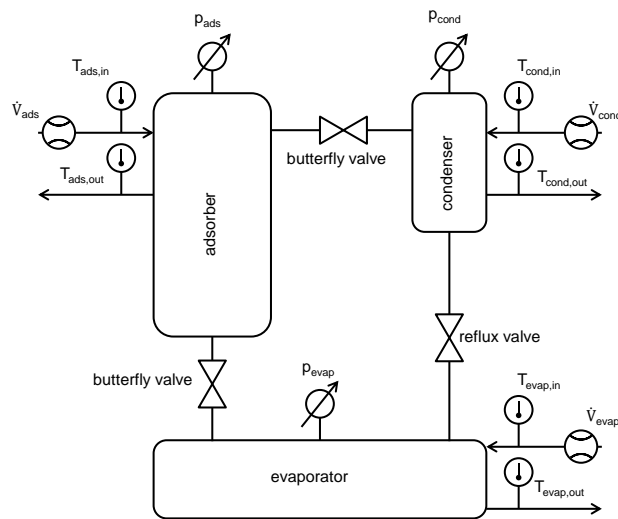 p_ads
p_cond
T_ads,in
T_cond,in
V̇_ads
V̇_cond
butterfly valve
T_ads,out
T_cond,out
adsorber
condenser
reflux valve
butterfly valve
p_evap
T_evap,in
V̇_evap
evaporator
T_evap,out